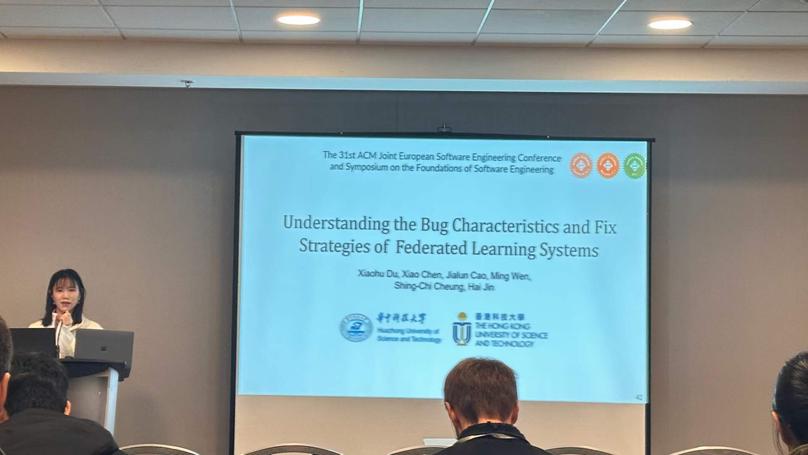 The 31st ACM Joint European Software Engineering Conference
and Symposium on the Foundations of Software Engineering
Understanding the Bug Characteristics and Fix
Strategies of Federated Learning Systems
Xiaohu Du, Xiao Chen, Jialun Cao, Ming Wen,
Shing-Chi Cheung, Hai Jin
華中科技大学
Huazhong University of
Science and Technology
香港科技大學
THE HONG KONG
UNIVERSITY OF SCIENCE
AND TECHNOLOGY
42